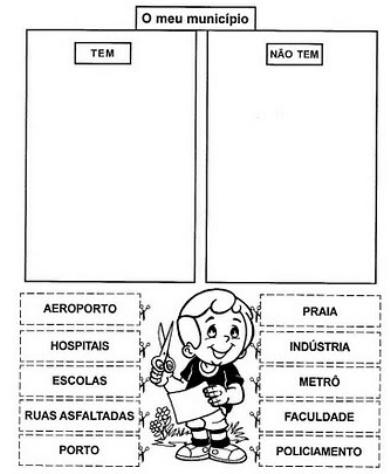 O meu município
TEM
NÃO TEM
AEROPORTO
HOSPITAIS
ESCOLAS
RUAS ASFALTADAS
PORTO
PRAIA
INDÚSTRIA
METRÔ
FACULDADE
POLICIAMENTO